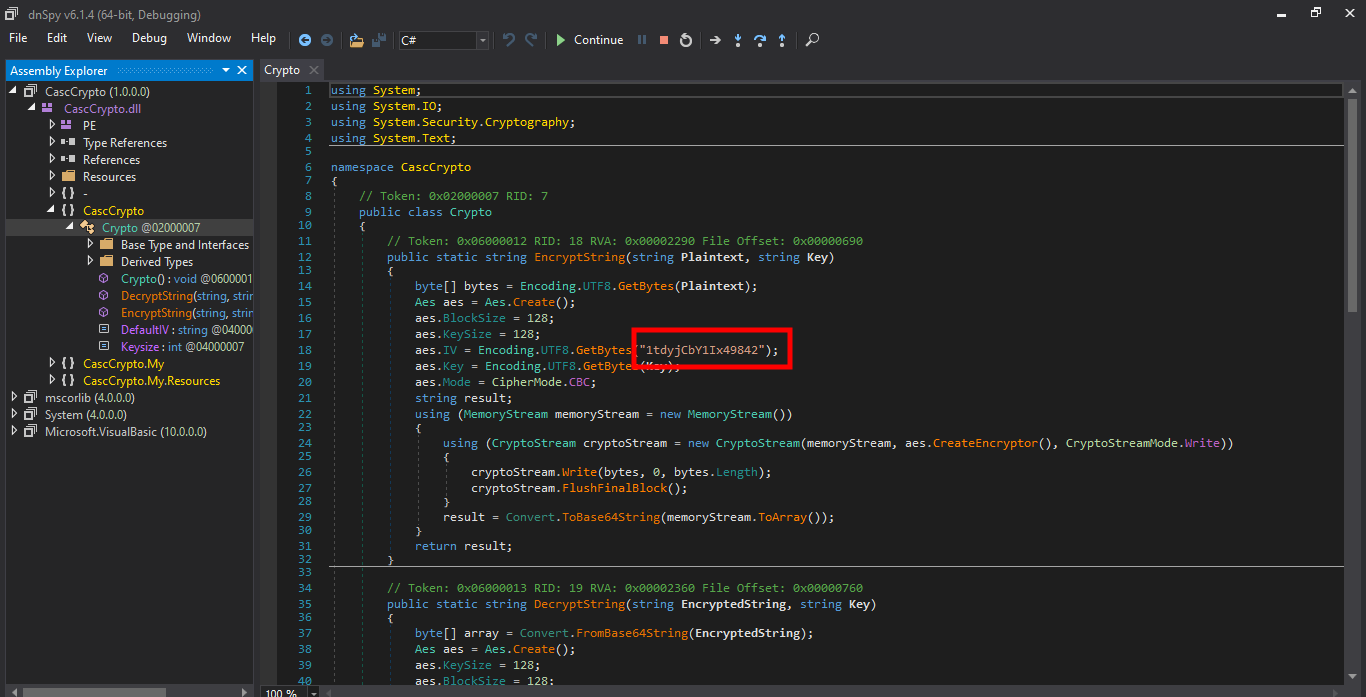 dnSpy v6.1.4 (64-bit, Debugging)
File Edit View Debug Window Help C# Continue
Assembly Explorer
CascCrypto (1.0.0.0)
CascCrypto.dll
PE
Type References
References
Resources
{ } -
{ } CascCrypto
Crypto @02000007
Base Type and Interfaces
Derived Types
Crypto() : void @0600001
DecryptString(string, strin
EncryptString(string, strin
DefaultIV : string @04000
Keysize : int @04000007
{ } CascCrypto.My
{ } CascCrypto.My.Resources
mscorlib (4.0.0.0)
System (4.0.0.0)
Microsoft.VisualBasic (10.0.0.0)
Crypto
1 using System;
2 using System.IO;
3 using System.Security.Cryptography;
4 using System.Text;
5
6 namespace CascCrypto
7 {
8 // Token: 0x02000007 RID: 7
9 public class Crypto
10 {
11 // Token: 0x06000012 RID: 18 RVA: 0x00002290 File Offset: 0x00000690
12 public static string EncryptString(string Plaintext, string Key)
13 {
14 byte[] bytes = Encoding.UTF8.GetBytes(Plaintext);
15 Aes aes = Aes.Create();
16 aes.BlockSize = 128;
17 aes.KeySize = 128;
18 aes.IV = Encoding.UTF8.GetBytes("1tdyjCbY1Ix49842");
19 aes.Key = Encoding.UTF8.GetBytes(Key);
20 aes.Mode = CipherMode.CBC;
21 string result;
22 using (MemoryStream memoryStream = new MemoryStream())
23 {
24 using (CryptoStream cryptoStream = new CryptoStream(memoryStream, aes.CreateEncryptor(), CryptoStreamMode.Write))
25 {
26 cryptoStream.Write(bytes, 0, bytes.Length);
27 cryptoStream.FlushFinalBlock();
28 }
29 result = Convert.ToBase64String(memoryStream.ToArray());
30 }
31 return result;
32 }
33
34 // Token: 0x06000013 RID: 19 RVA: 0x00002360 File Offset: 0x00000760
35 public static string DecryptString(string EncryptedString, string Key)
36 {
37 byte[] array = Convert.FromBase64String(EncryptedString);
38 Aes aes = Aes.Create();
39 aes.KeySize = 128;
40 aes.BlockSize = 128;
100 %